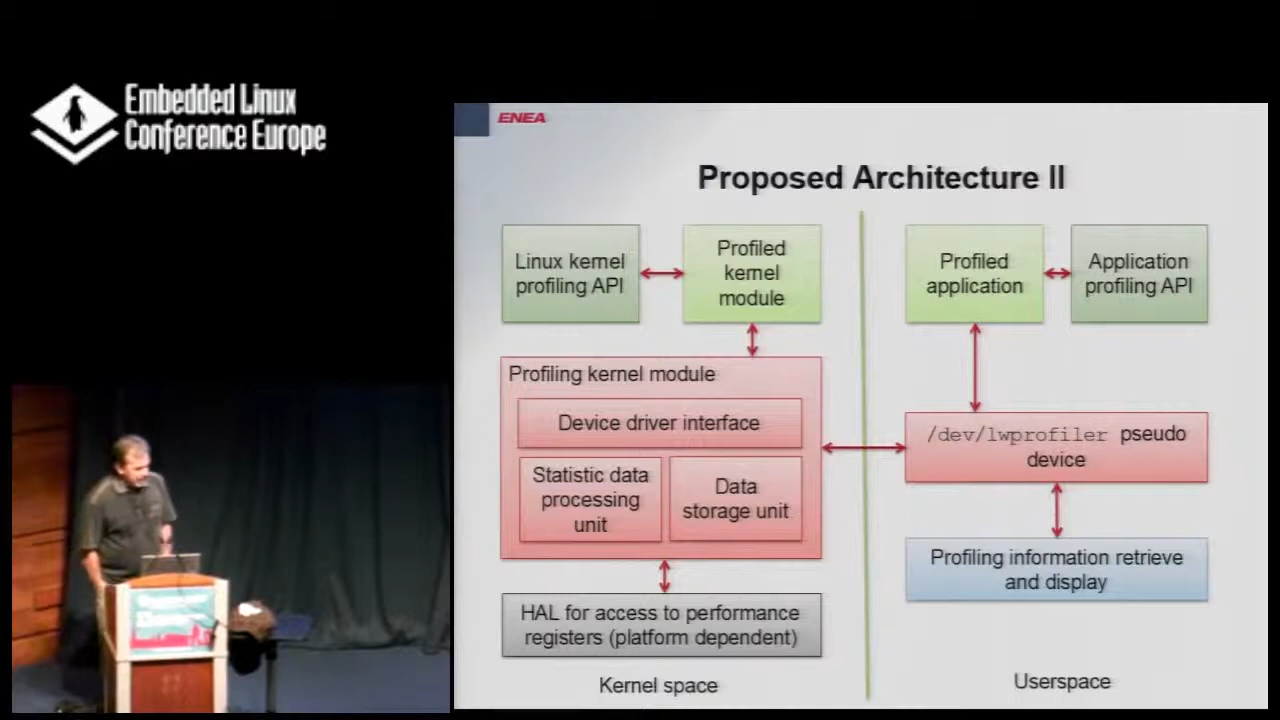 Embedded Linux
Conference Europe
ENEA
Proposed Architecture II
Linux kernel
profiling API
Profiled
kernel
module
Profiled
application
Application
profiling API
Profiling kernel module
Device driver interface
Statistic data
processing
unit
Data
storage unit
/dev/lwprofiler pseudo
device
Profiling information retrieve
and display
HAL for access to performance
registers (platform dependent)
Kernel space
Userspace